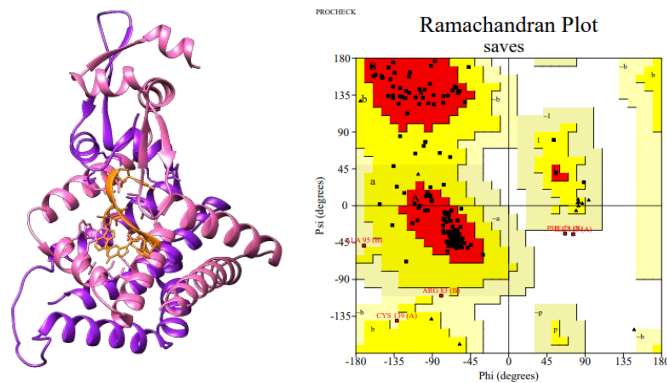 PROCHECK
Ramachandran Plot
saves
180
135
90
45
0
-45
-90
-135
Psi (degrees)
B
b
~b
~l
l
L
a
A
~a
~b
b
~p
p
~b
~b
b
ARG 83 (B)
CYS 139 (A)
-180
-135
-90
-45
0
45
90
135
180
Phi (degrees)